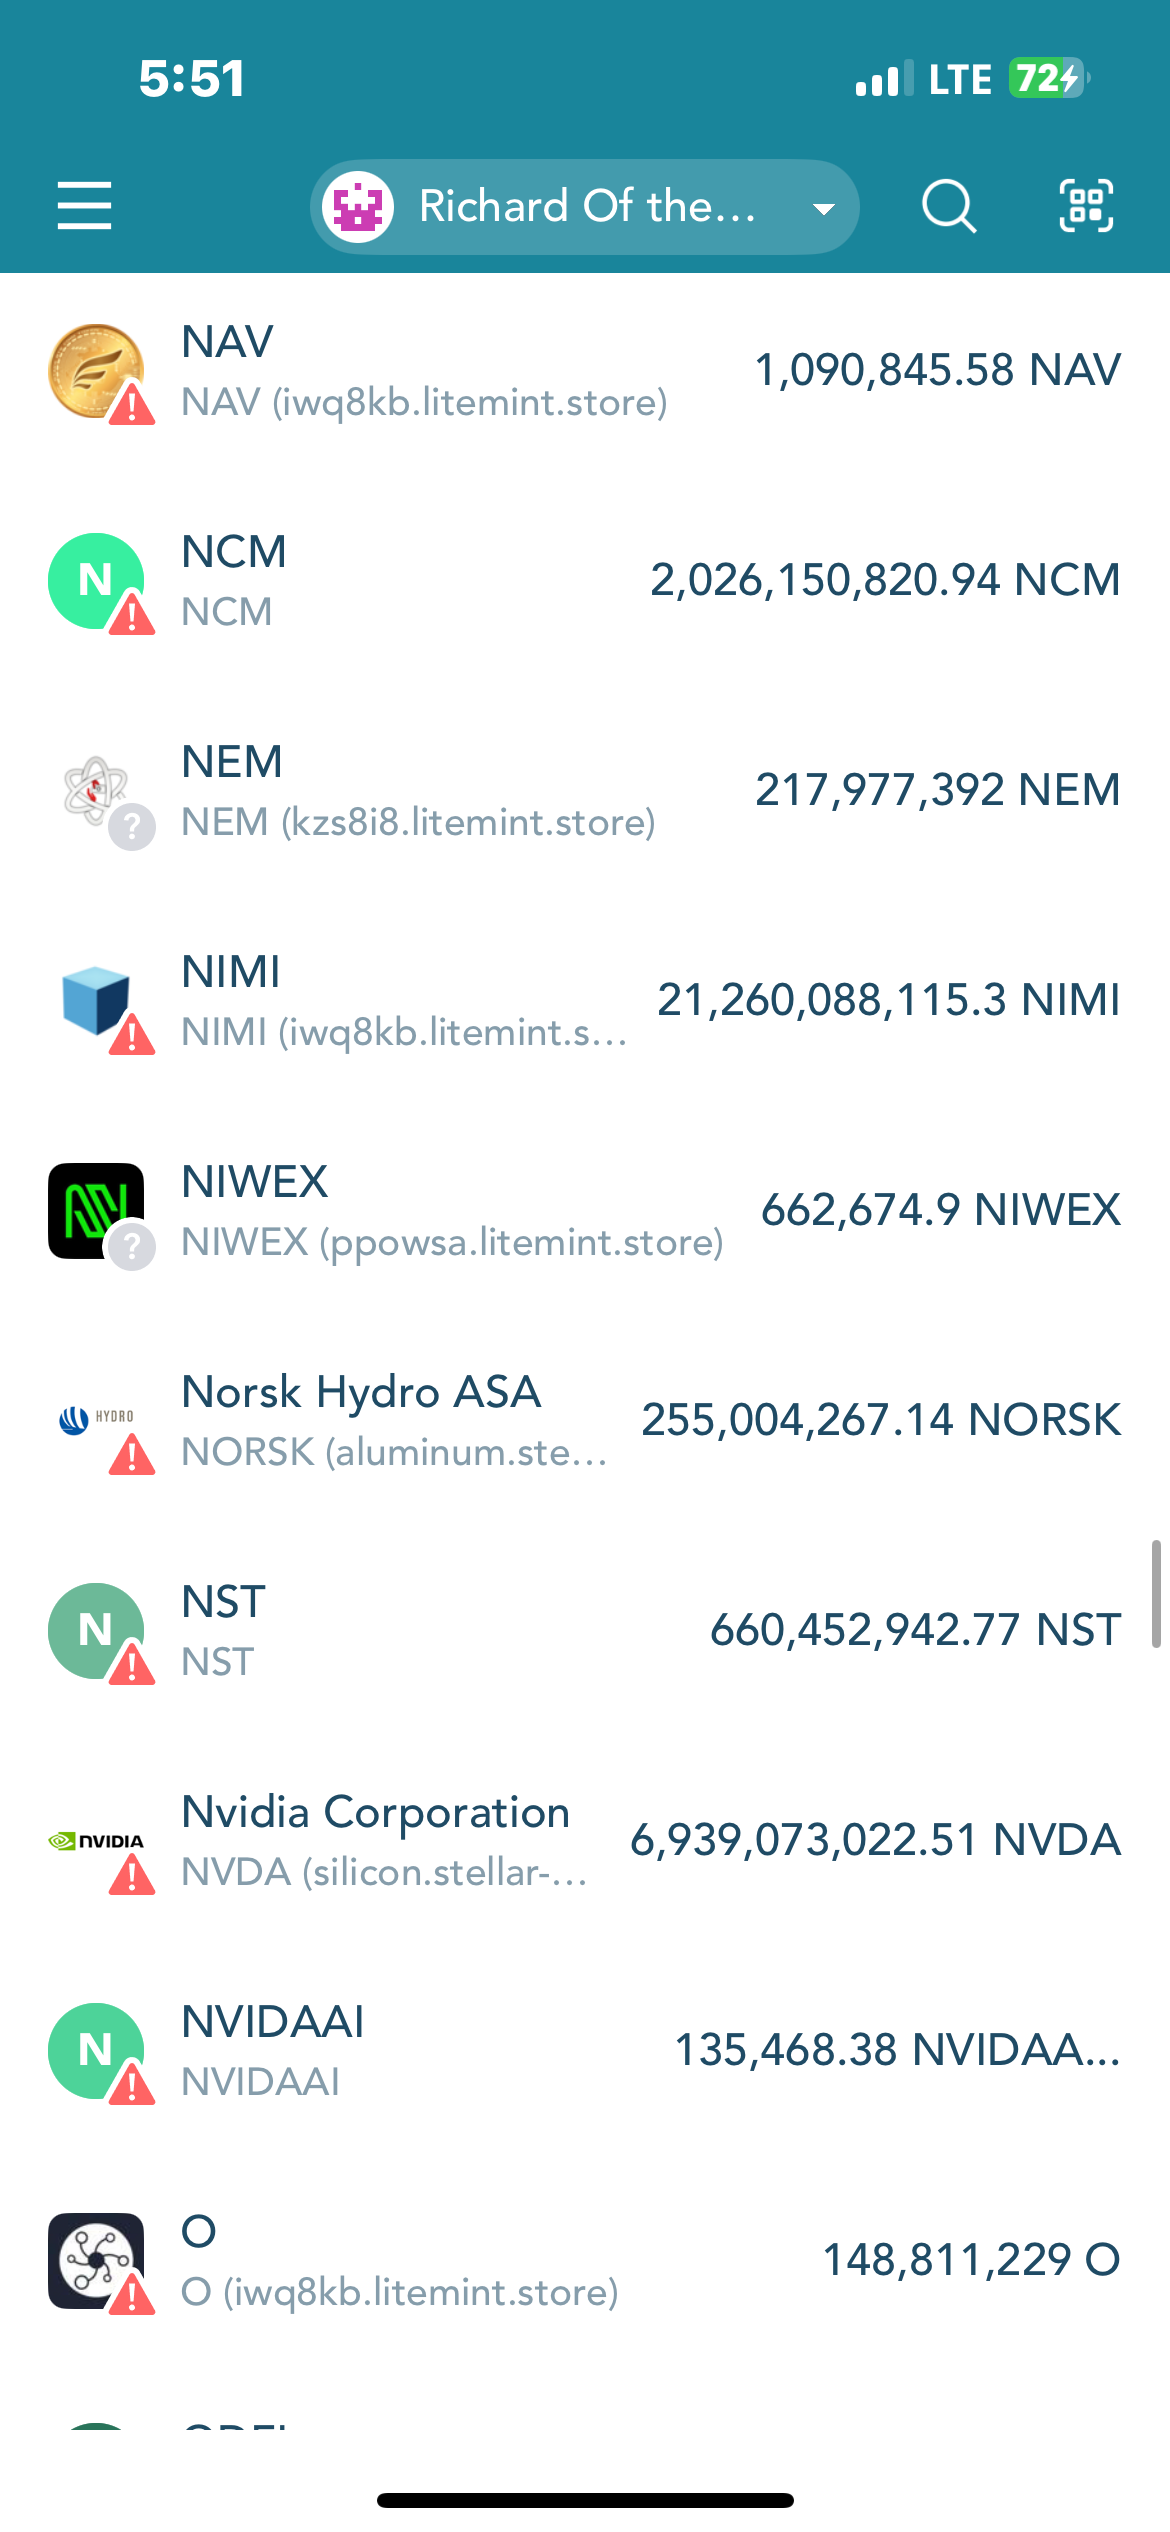 5:51
LTE 72
Richard Of the...
NAV
1,090,845.58 NAV
NAV (iwq8kb.litemint.store)
N
NCM
2,026,150,820.94 NCM
NCM
NEM
217,977,392 NEM
NEM (kzs8i8.litemint.store)
?
NIMI
21,260,088,115.3 NIMI
NIMI (iwq8kb.litemint.s...
NIWEX
662,674.9 NIWEX
NIWEX (ppowsa.litemint.store)
?
Norsk Hydro ASA
HYDRO
255,004,267.14 NORSK
NORSK (aluminum.ste...
N
NST
660,452,942.77 NST
NST
Nvidia Corporation
NVIDIA
6,939,073,022.51 NVDA
NVDA (silicon.stellar-...
N
NVIDAAI
135,468.38 NVIDAA...
NVIDAAI
O
148,811,229 O
O (iwq8kb.litemint.store)